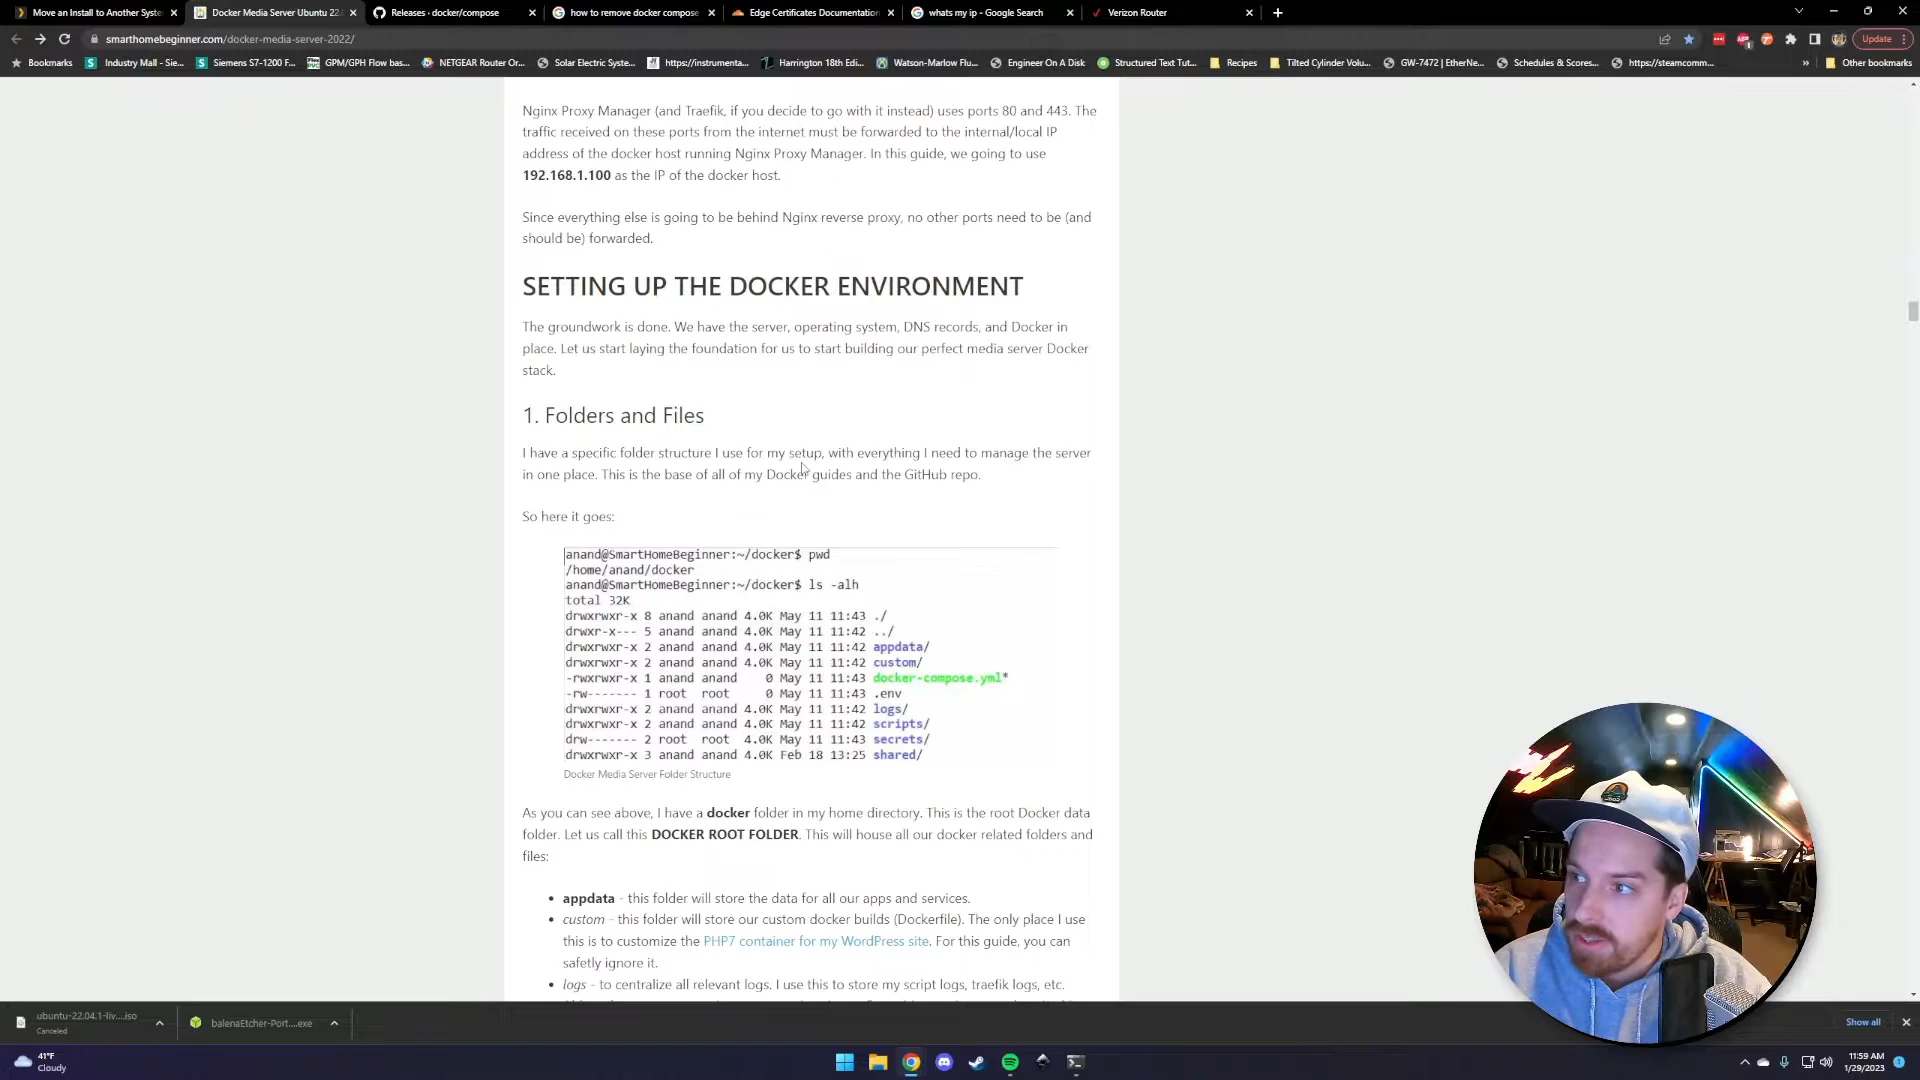 Move an Install to Another Syste
Docker Media Server Ubuntu 22
Releases · docker/compose
how to remove docker compose
Edge Certificates Documentation
whats my ip - Google Search
Verizon Router
smarthomebeginner.com/docker-media-server-2022/
Update
Bookmarks
Industry Mall - Sie...
Siemens S7-1200 F...
GPM/GPH Flow bas...
NETGEAR Router Or...
Solar Electric Syste...
https://instrumenta...
Harrington 18th Edi...
Watson-Marlow Flu...
Engineer On A Disk
Structured Text Tut...
Recipes
Tilted Cylinder Volu...
GW-7472 | EtherNe...
Schedules & Scores...
https://steamcomm...
»
Other bookmarks
Nginx Proxy Manager (and Traefik, if you decide to go with it instead) uses ports 80 and 443. The
traffic received on these ports from the internet must be forwarded to the internal/local IP
address of the docker host running Nginx Proxy Manager. In this guide, we going to use
192.168.1.100 as the IP of the docker host.
Since everything else is going to be behind Nginx reverse proxy, no other ports need to be (and
should be) forwarded.
SETTING UP THE DOCKER ENVIRONMENT
The groundwork is done. We have the server, operating system, DNS records, and Docker in
place. Let us start laying the foundation for us to start building our perfect media server Docker
stack.
1. Folders and Files
I have a specific folder structure I use for my setup, with everything I need to manage the server
in one place. This is the base of all of my Docker guides and the GitHub repo.
So here it goes:
anand@SmartHomeBeginner:~/docker$ pwd
/home/anand/docker
anand@SmartHomeBeginner:~/docker$ ls -alh
total 32K
drwxrwxr-x 8 anand anand 4.0K May 11 11:43 ./
drwxr-x--- 5 anand anand 4.0K May 11 11:42 ../
drwxrwxr-x 2 anand anand 4.0K May 11 11:42 appdata/
drwxrwxr-x 2 anand anand 4.0K May 11 11:42 custom/
-rwxrwxr-x 1 anand anand 0 May 11 11:43 docker-compose.yml*
-rw------- 1 root root 0 May 11 11:43 .env
drwxrwxr-x 2 anand anand 4.0K May 11 11:42 logs/
drwxrwxr-x 2 anand anand 4.0K May 11 11:42 scripts/
drw------- 2 root root 4.0K May 11 11:43 secrets/
drwxrwxr-x 3 anand anand 4.0K Feb 18 13:25 shared/
Docker Media Server Folder Structure
As you can see above, I have a docker folder in my home directory. This is the root Docker data
folder. Let us call this DOCKER ROOT FOLDER. This will house all our docker related folders and
files:
• appdata - this folder will store the data for all our apps and services.
• custom - this folder will store our custom docker builds (Dockerfile). The only place I use
this is to customize the PHP7 container for my WordPress site. For this guide, you can
safetly ignore it.
• logs - to centralize all relevant logs. I use this to store my script logs, traefik logs, etc.
ubuntu-22.04.1-liv....iso
Canceled
balenaEtcher-Port....exe
Show all
41°F
Cloudy
11:59 AM
1/29/2023